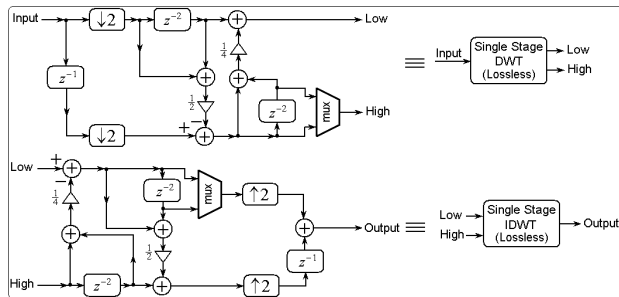 Input
↓2
z⁻²
+
Low
1/4
z⁻¹
+
+
1/2
z⁻²
mux
High
↓2
+
−
+
≡
Input
Single Stage
DWT
(Lossless)
Low
High
Low
+
−
+
1/4
z⁻²
mux
↑2
+
+
1/2
+
Output
z⁻¹
High
z⁻²
+
↑2
≡
Low
High
Single Stage
IDWT
(Lossless)
Output